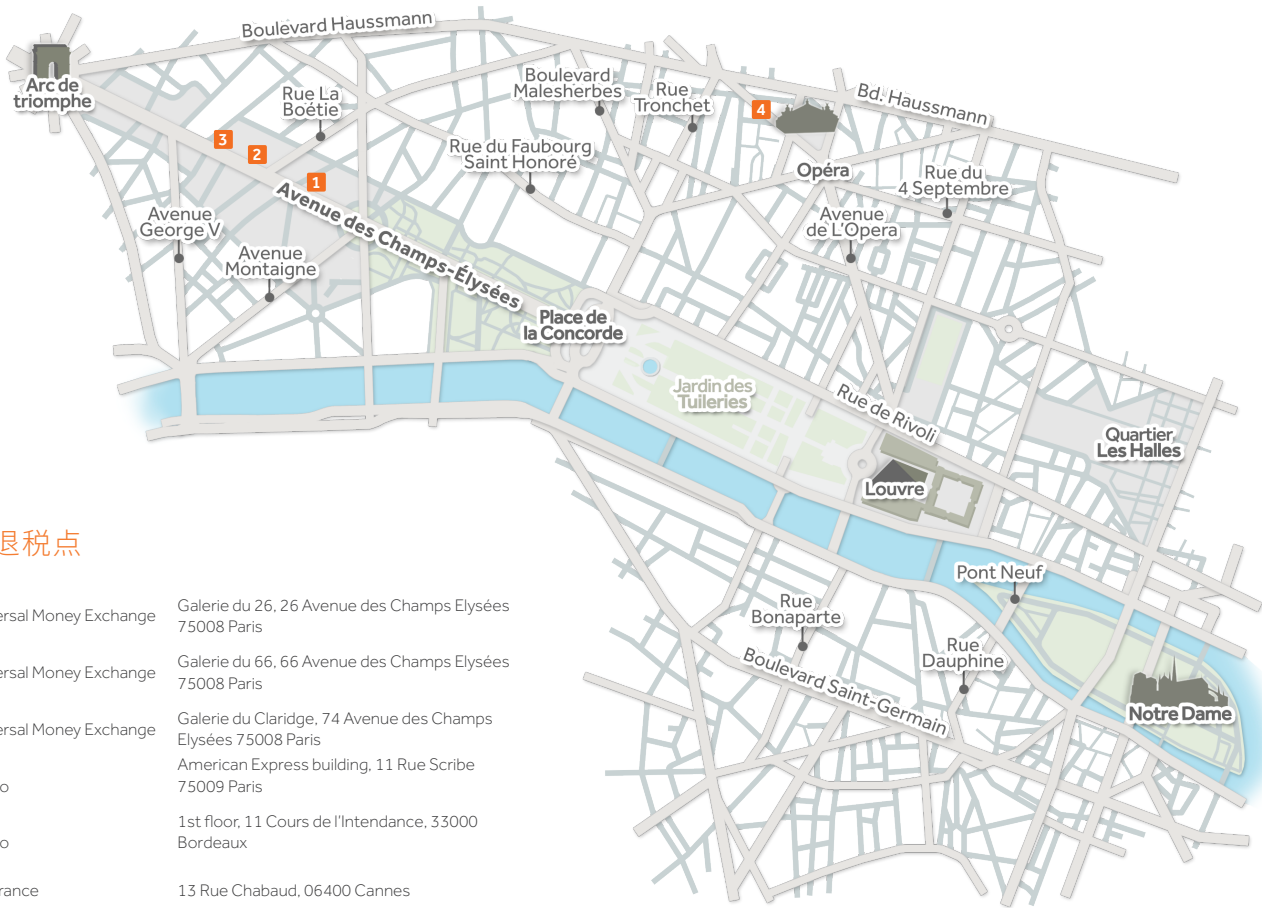 Boulevard Haussmann
Arc de
triomphe
Rue La
Boétie
Boulevard
Malesherbes
Rue
Tronchet
4
Bd. Haussmann
3
2
1
Rue du Faubourg
Saint Honoré
Opéra
Rue du
4 Septembre
Avenue
George V
Avenue des Champs-Élysées
Avenue
de L'Opera
Avenue
Montaigne
Place de
la Concorde
Jardin des
Tuileries
Rue de Rivoli
Quartier
Les Halles
Louvre
Pont Neuf
Rue
Bonaparte
Rue
Dauphine
Boulevard Saint-Germain
Notre Dame
退税点
Money Exchange
Galerie du 26, 26 Avenue des Champs Elysées
75008 Paris
Money Exchange
Galerie du 66, 66 Avenue des Champs Elysées
75008 Paris
Money Exchange
Galerie du Claridge, 74 Avenue des Champs
Elysées 75008 Paris
American Express building, 11 Rue Scribe
75009 Paris
1st floor, 11 Cours de l'Intendance, 33000
Bordeaux
13 Rue Chabaud, 06400 Cannes